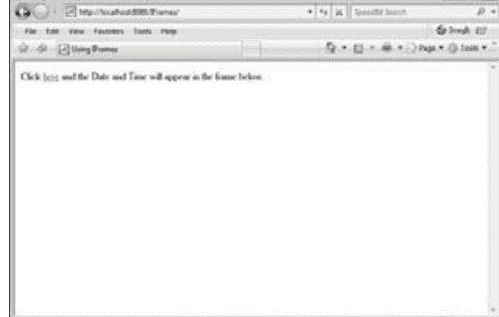 http://localhost:8080/IFrames/
File Edit View Favorites Tools Help
Using IFrames
Page Tools
Click here and the Date and Time will appear in the frame below.